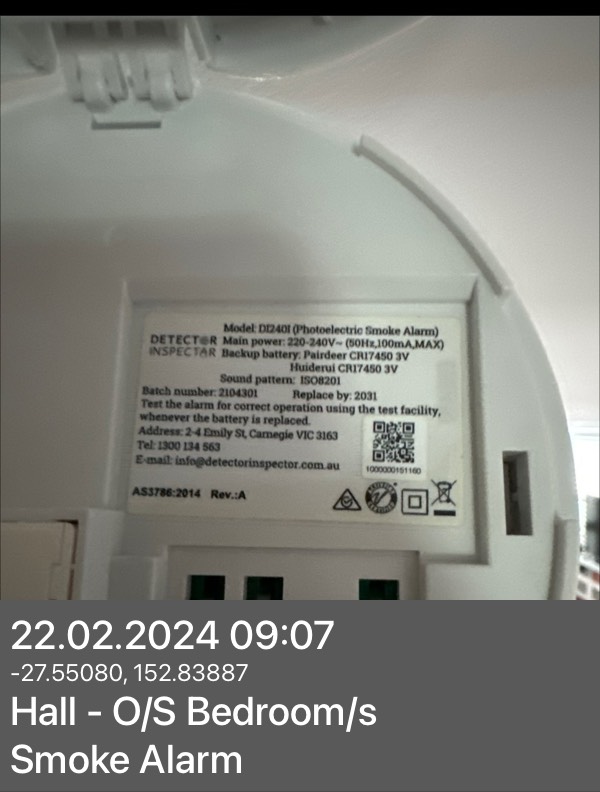 Model: DI240I (Photoelectric Smoke Alarm)
DETECTOR Main power: 220-240V~ (50Hz,100mA,MAX)
INSPECTAR Backup battery: Pairdeer CR17450 3V
Huiderui CR17450 3V
Sound pattern: ISO8201
Batch number: 2104301 Replace by: 2031
Test the alarm for correct operation using the test facility,
whenever the battery is replaced.
Address: 2-4 Emily St, Carnegie VIC 3163
Tel: 1300 134 563
E-mail: info@detectorinspector.com.au
1000000151160
AS3786:2014 Rev.:A
22.02.2024 09:07
-27.55080, 152.83887
Hall - O/S Bedroom/s
Smoke Alarm